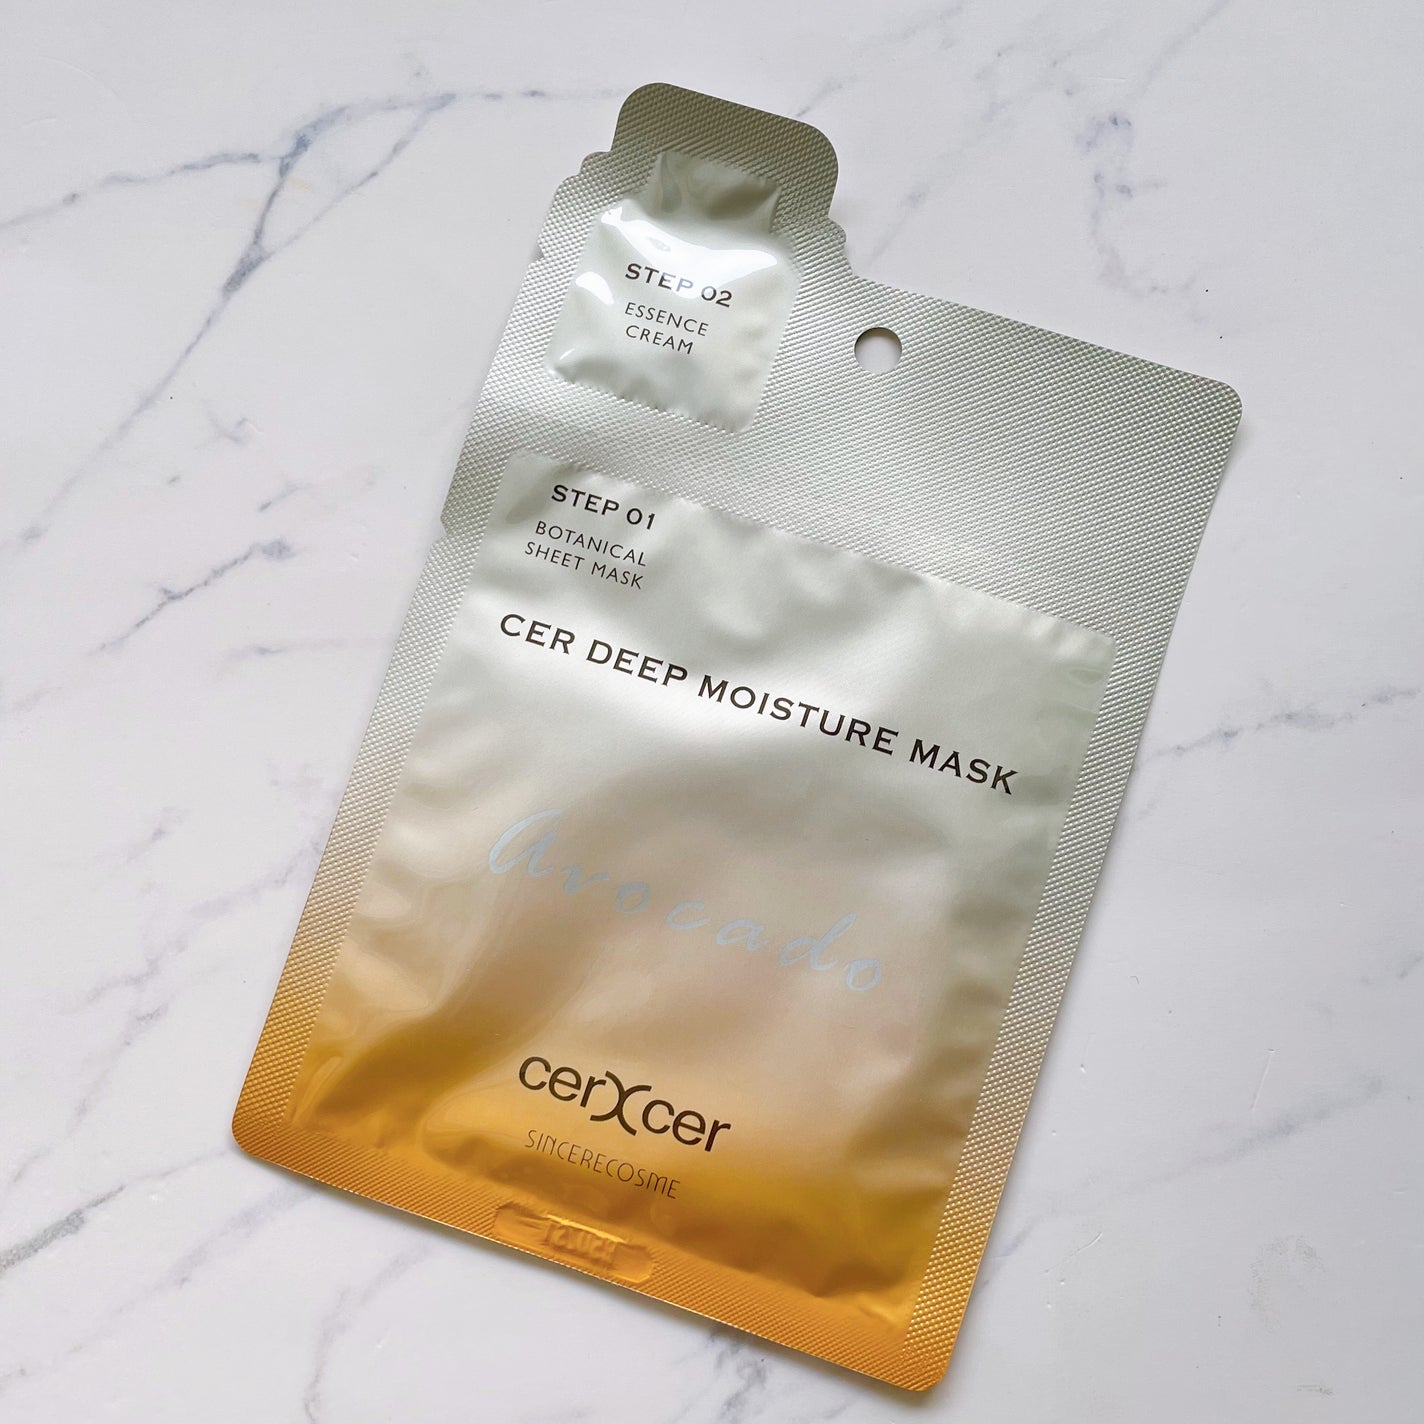 STEP 02
ESSENCE
CREAM
STEP 01
BOTANICAL
SHEET MASK
CER DEEP MOISTURE MASK
Avocado
cerXcer
SINCERECOSME